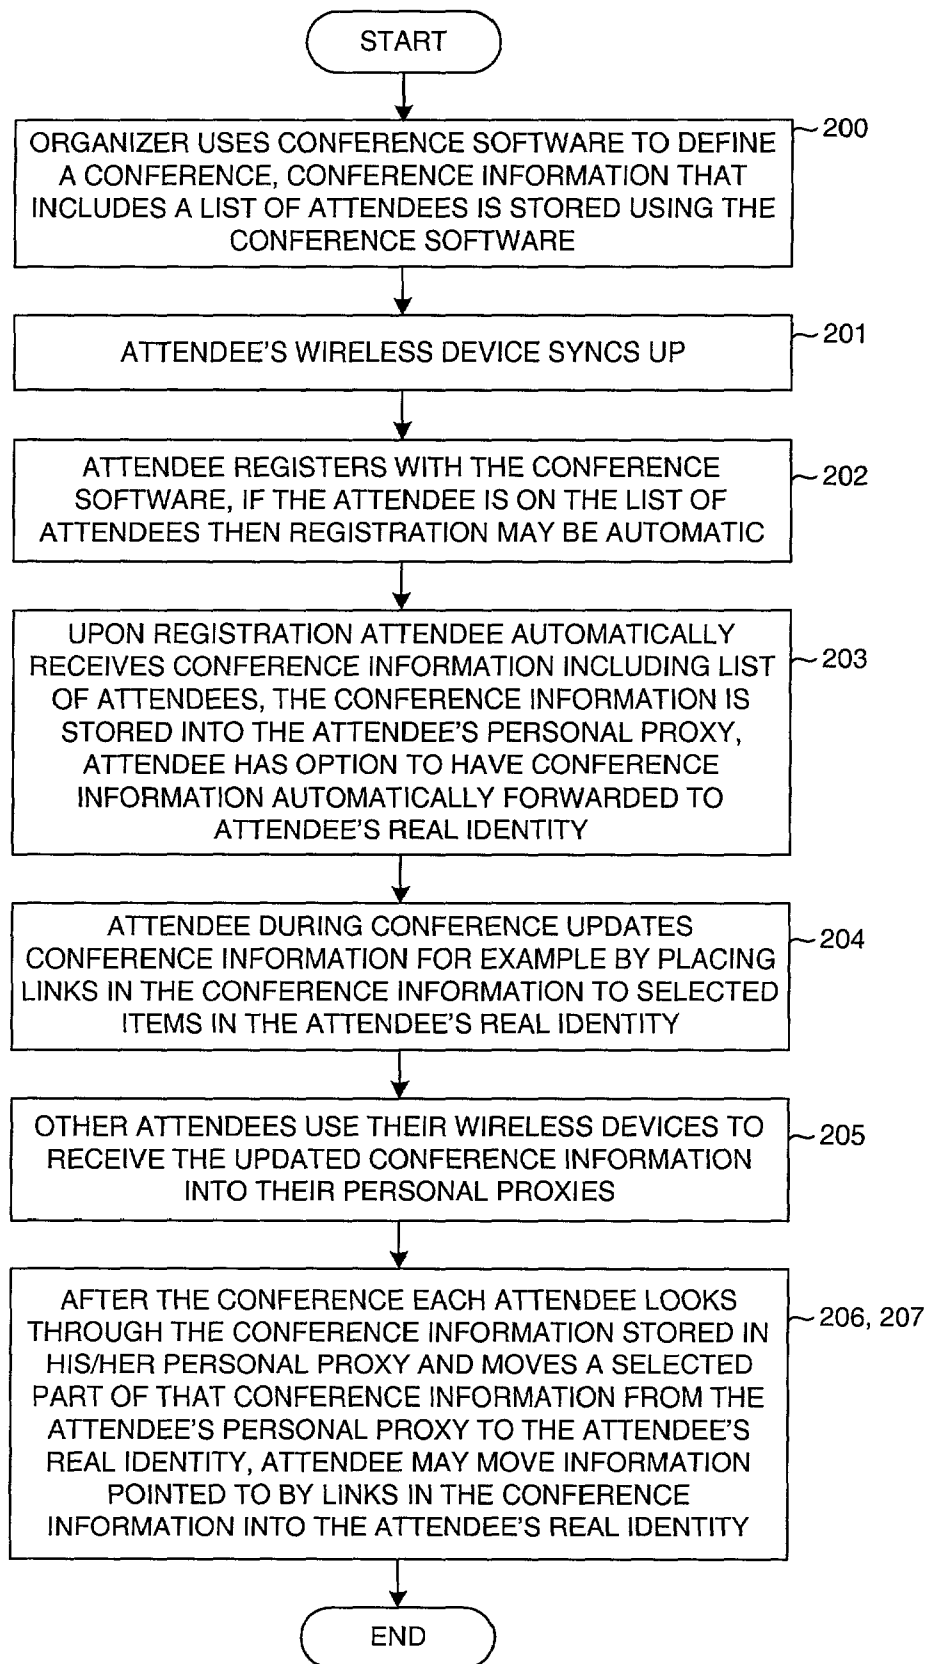 START
200
ORGANIZER USES CONFERENCE SOFTWARE TO DEFINE
A CONFERENCE, CONFERENCE INFORMATION THAT
INCLUDES A LIST OF ATTENDEES IS STORED USING THE
CONFERENCE SOFTWARE
201
ATTENDEE'S WIRELESS DEVICE SYNCS UP
202
ATTENDEE REGISTERS WITH THE CONFERENCE
SOFTWARE, IF THE ATTENDEE IS ON THE LIST OF
ATTENDEES THEN REGISTRATION MAY BE AUTOMATIC
203
UPON REGISTRATION ATTENDEE AUTOMATICALLY
RECEIVES CONFERENCE INFORMATION INCLUDING LIST
OF ATTENDEES, THE CONFERENCE INFORMATION IS
STORED INTO THE ATTENDEE'S PERSONAL PROXY,
ATTENDEE HAS OPTION TO HAVE CONFERENCE
INFORMATION AUTOMATICALLY FORWARDED TO
ATTENDEE'S REAL IDENTITY
204
ATTENDEE DURING CONFERENCE UPDATES
CONFERENCE INFORMATION FOR EXAMPLE BY PLACING
LINKS IN THE CONFERENCE INFORMATION TO SELECTED
ITEMS IN THE ATTENDEE'S REAL IDENTITY
205
OTHER ATTENDEES USE THEIR WIRELESS DEVICES TO
RECEIVE THE UPDATED CONFERENCE INFORMATION
INTO THEIR PERSONAL PROXIES
206, 207
AFTER THE CONFERENCE EACH ATTENDEE LOOKS
THROUGH THE CONFERENCE INFORMATION STORED IN
HIS/HER PERSONAL PROXY AND MOVES A SELECTED
PART OF THAT CONFERENCE INFORMATION FROM THE
ATTENDEE'S PERSONAL PROXY TO THE ATTENDEE'S
REAL IDENTITY, ATTENDEE MAY MOVE INFORMATION
POINTED TO BY LINKS IN THE CONFERENCE
INFORMATION INTO THE ATTENDEE'S REAL IDENTITY
END